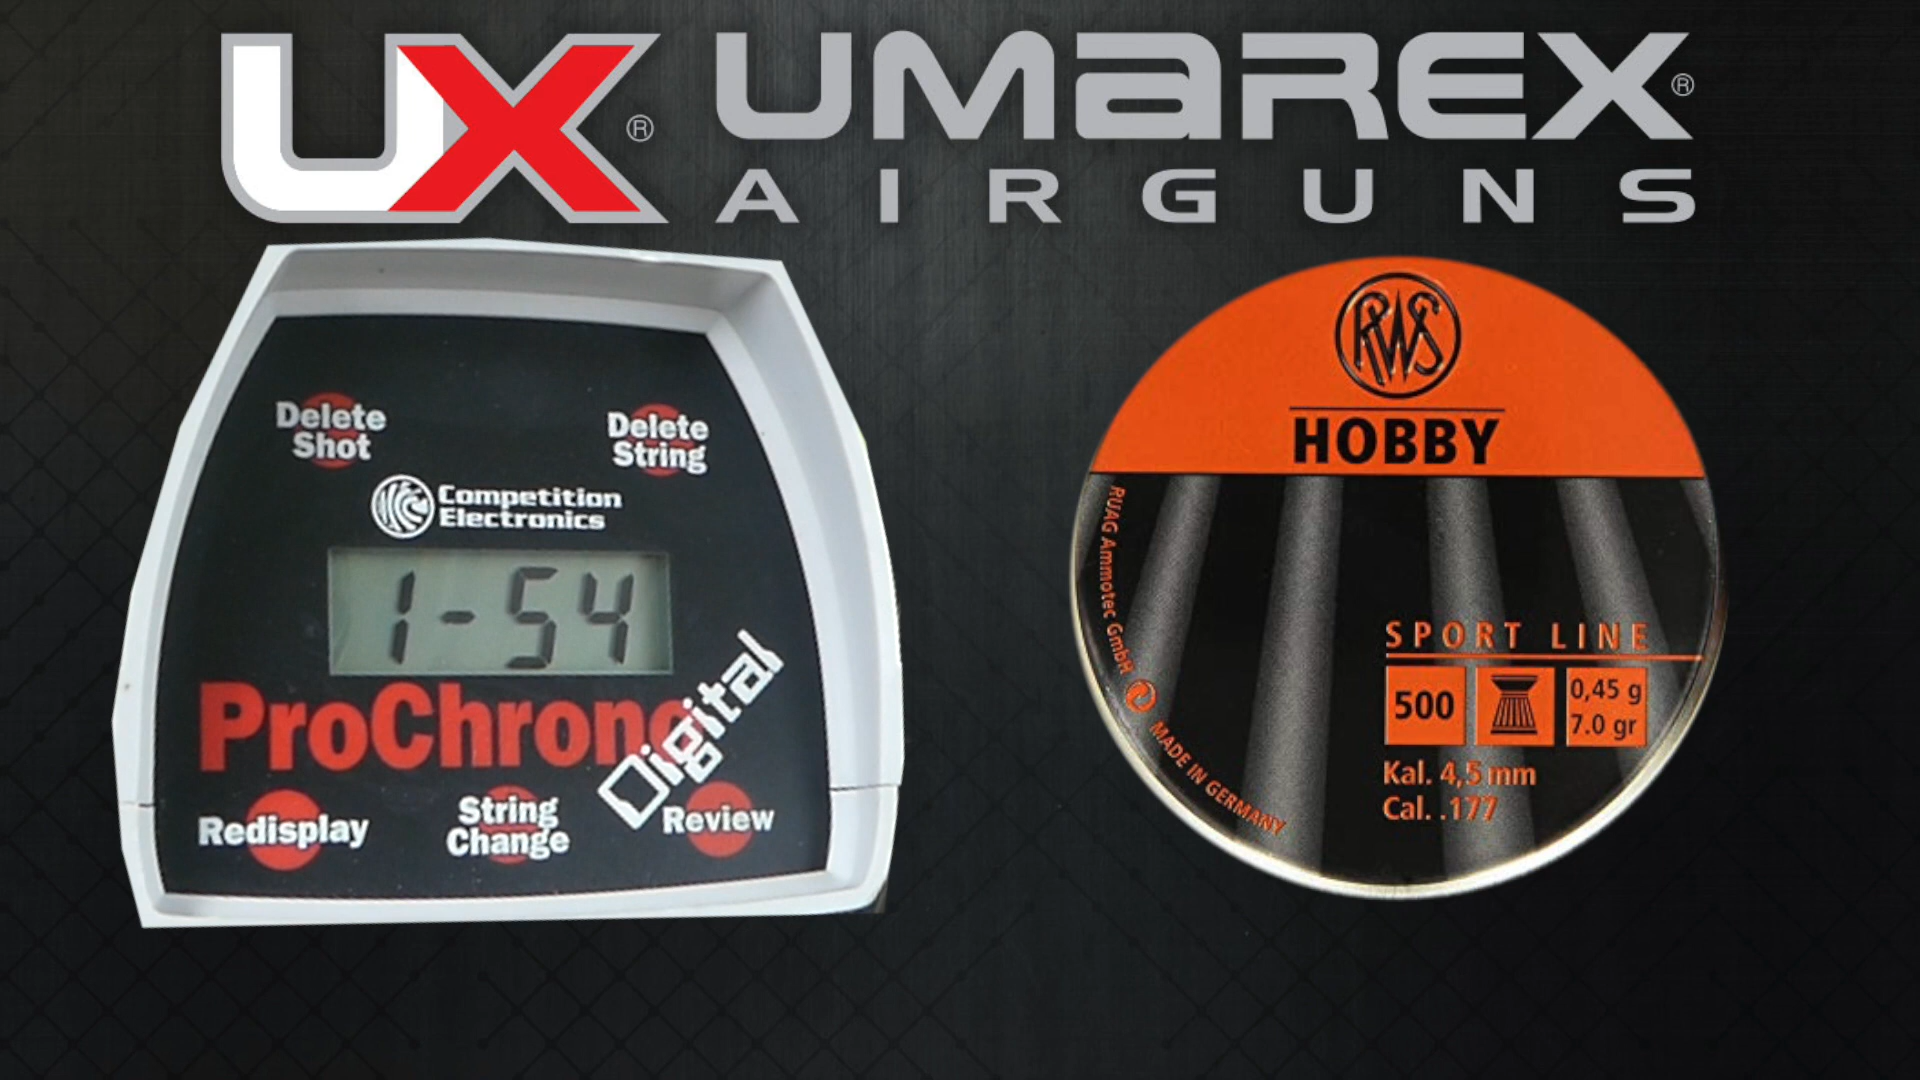 UX® UMAREX®
AIRGUNS
Delete
Shot
Delete
String
Competition
Electronics
1-54
ProChrono
Digital
Redisplay
String
Change
Review
RWS
HOBBY
RUAG Ammotec GmbH
MADE IN GERMANY
SPORT LINE
500
0,45 g
7.0 gr
Kal. 4,5 mm
Cal. .177